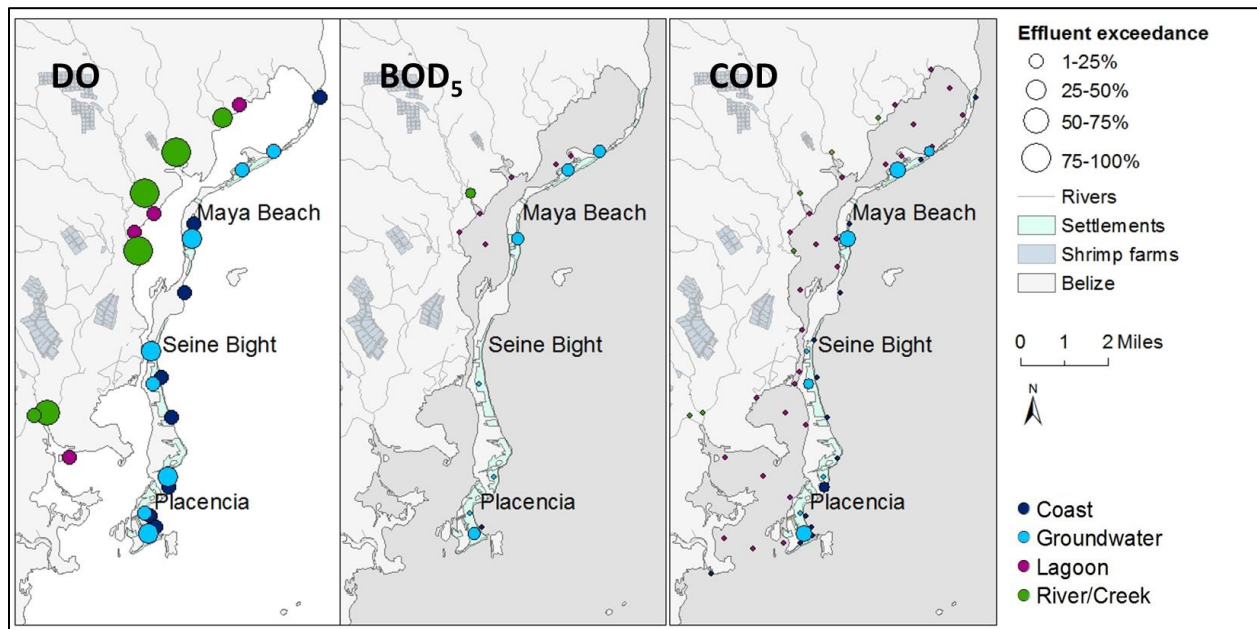 DO
BOD5
COD
Maya Beach
Seine Bight
Placencia
Maya Beach
Seine Bight
Placencia
Maya Beach
Seine Bight
Placencia
Effluent exceedance
1-25%
25-50%
50-75%
75-100%
Rivers
Settlements
Shrimp farms
Belize
0 1 2 Miles
N
Coast
Groundwater
Lagoon
River/Creek